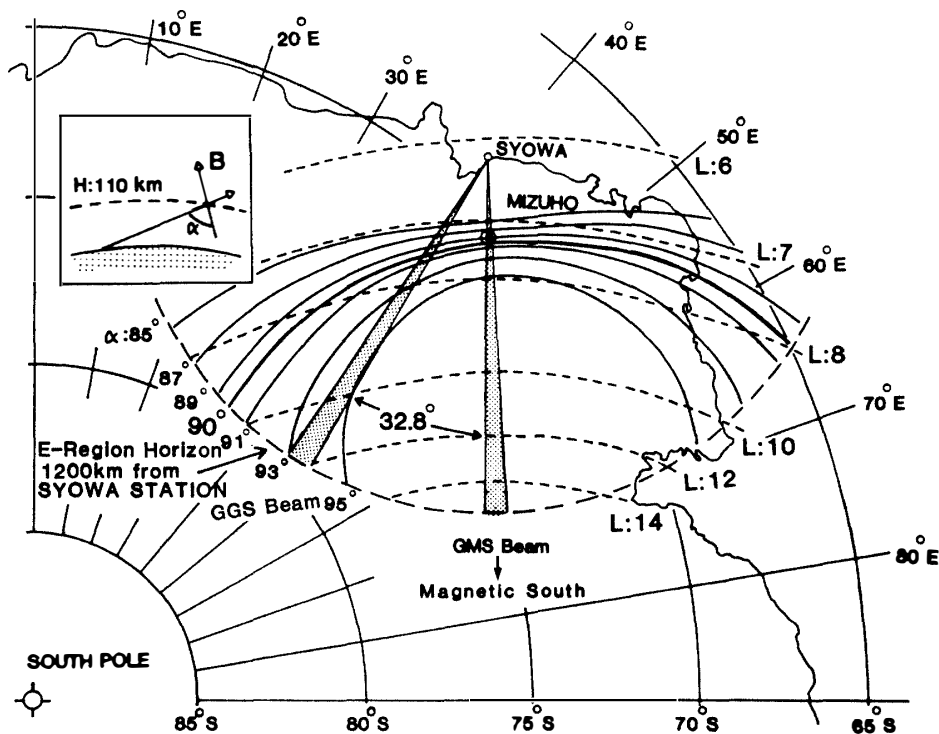 10°E
20°E
30°E
40°E
50°E
60°E
70°E
80°E
SYOWA
MIZUHO
L:6
L:7
L:8
L:10
L:12
L:14
B
H:110 km
α
α:85°
87°
89°
90°
91°
93°
95°
32.8°
E-Region Horizon
1200km from
SYOWA STATION
GGS Beam
GMS Beam
Magnetic South
SOUTH POLE
85°S
80°S
75°S
70°S
65°S